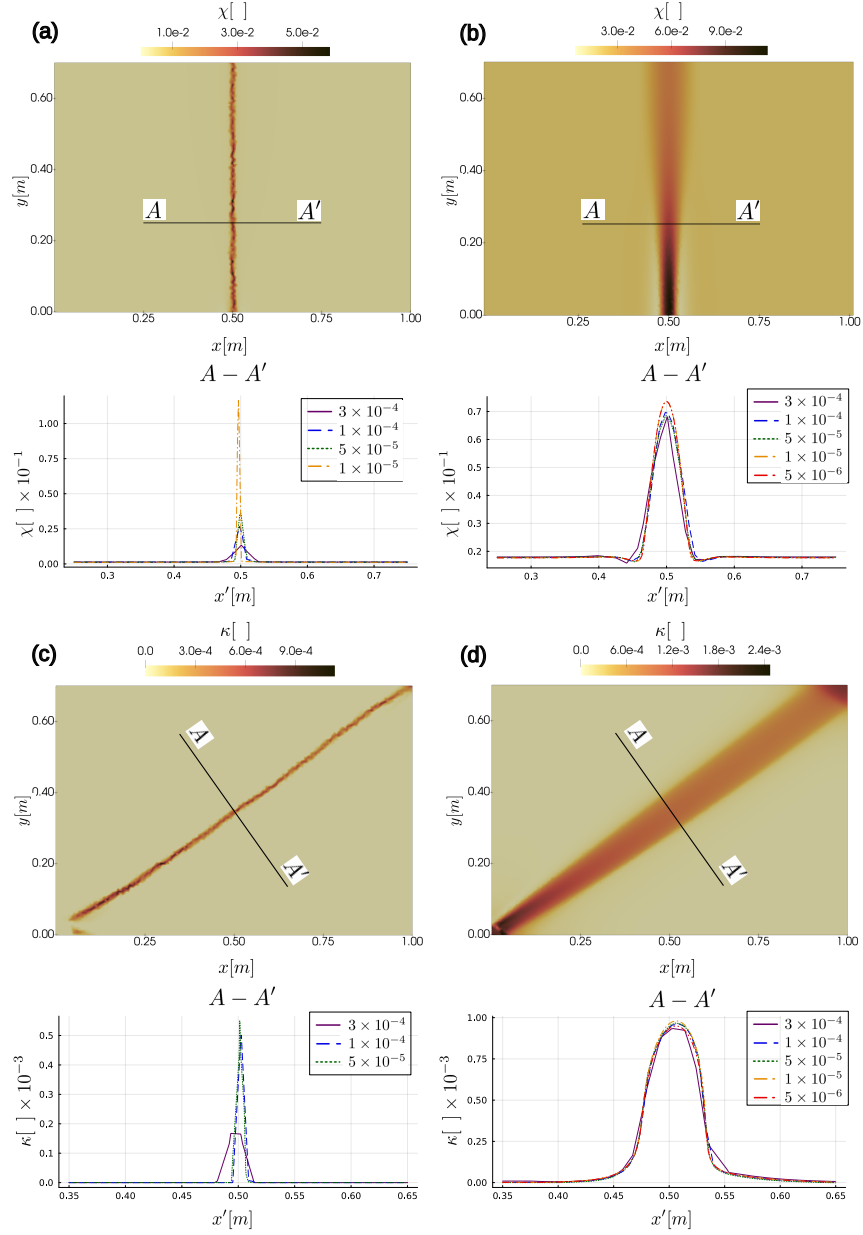 (a)
χ[ ]
1.0e-2 3.0e-2 5.0e-2
0.60
0.40
0.20
0.00
y[m]
A A′
0.25 0.50 0.75 1.00
x[m]
(b)
χ[ ]
3.0e-2 6.0e-2 9.0e-2
0.60
0.40
0.20
0.00
y[m]
A A′
0.25 0.50 0.75 1.00
x[m]
A − A′
3 × 10⁻⁴
1 × 10⁻⁴
5 × 10⁻⁵
1 × 10⁻⁵
1.00
0.75
0.50
0.25
0.00
χ[ ] × 10⁻¹
0.3 0.4 0.5 0.6 0.7
x′[m]
A − A′
3 × 10⁻⁴
1 × 10⁻⁴
5 × 10⁻⁵
1 × 10⁻⁵
5 × 10⁻⁶
0.7
0.6
0.5
0.4
0.3
0.2
χ[ ] × 10⁻¹
0.3 0.4 0.5 0.6 0.7
x′[m]
(c)
κ[ ]
0.0 3.0e-4 6.0e-4 9.0e-4
0.60
0.40
0.20
0.00
y[m]
A
A′
0.25 0.50 0.75 1.00
x[m]
(d)
κ[ ]
0.0 6.0e-4 1.2e-3 1.8e-3 2.4e-3
0.60
0.40
0.20
0.00
y[m]
A
A′
0.25 0.50 0.75 1.00
x[m]
A − A′
3 × 10⁻⁴
1 × 10⁻⁴
5 × 10⁻⁵
0.5
0.4
0.3
0.2
0.1
0.0
κ[ ] × 10⁻³
0.35 0.40 0.45 0.50 0.55 0.60 0.65
x′[m]
A − A′
3 × 10⁻⁴
1 × 10⁻⁴
5 × 10⁻⁵
1 × 10⁻⁵
5 × 10⁻⁶
1.00
0.75
0.50
0.25
0.00
κ[ ] × 10⁻³
0.35 0.40 0.45 0.50 0.55 0.60 0.65
x′[m]